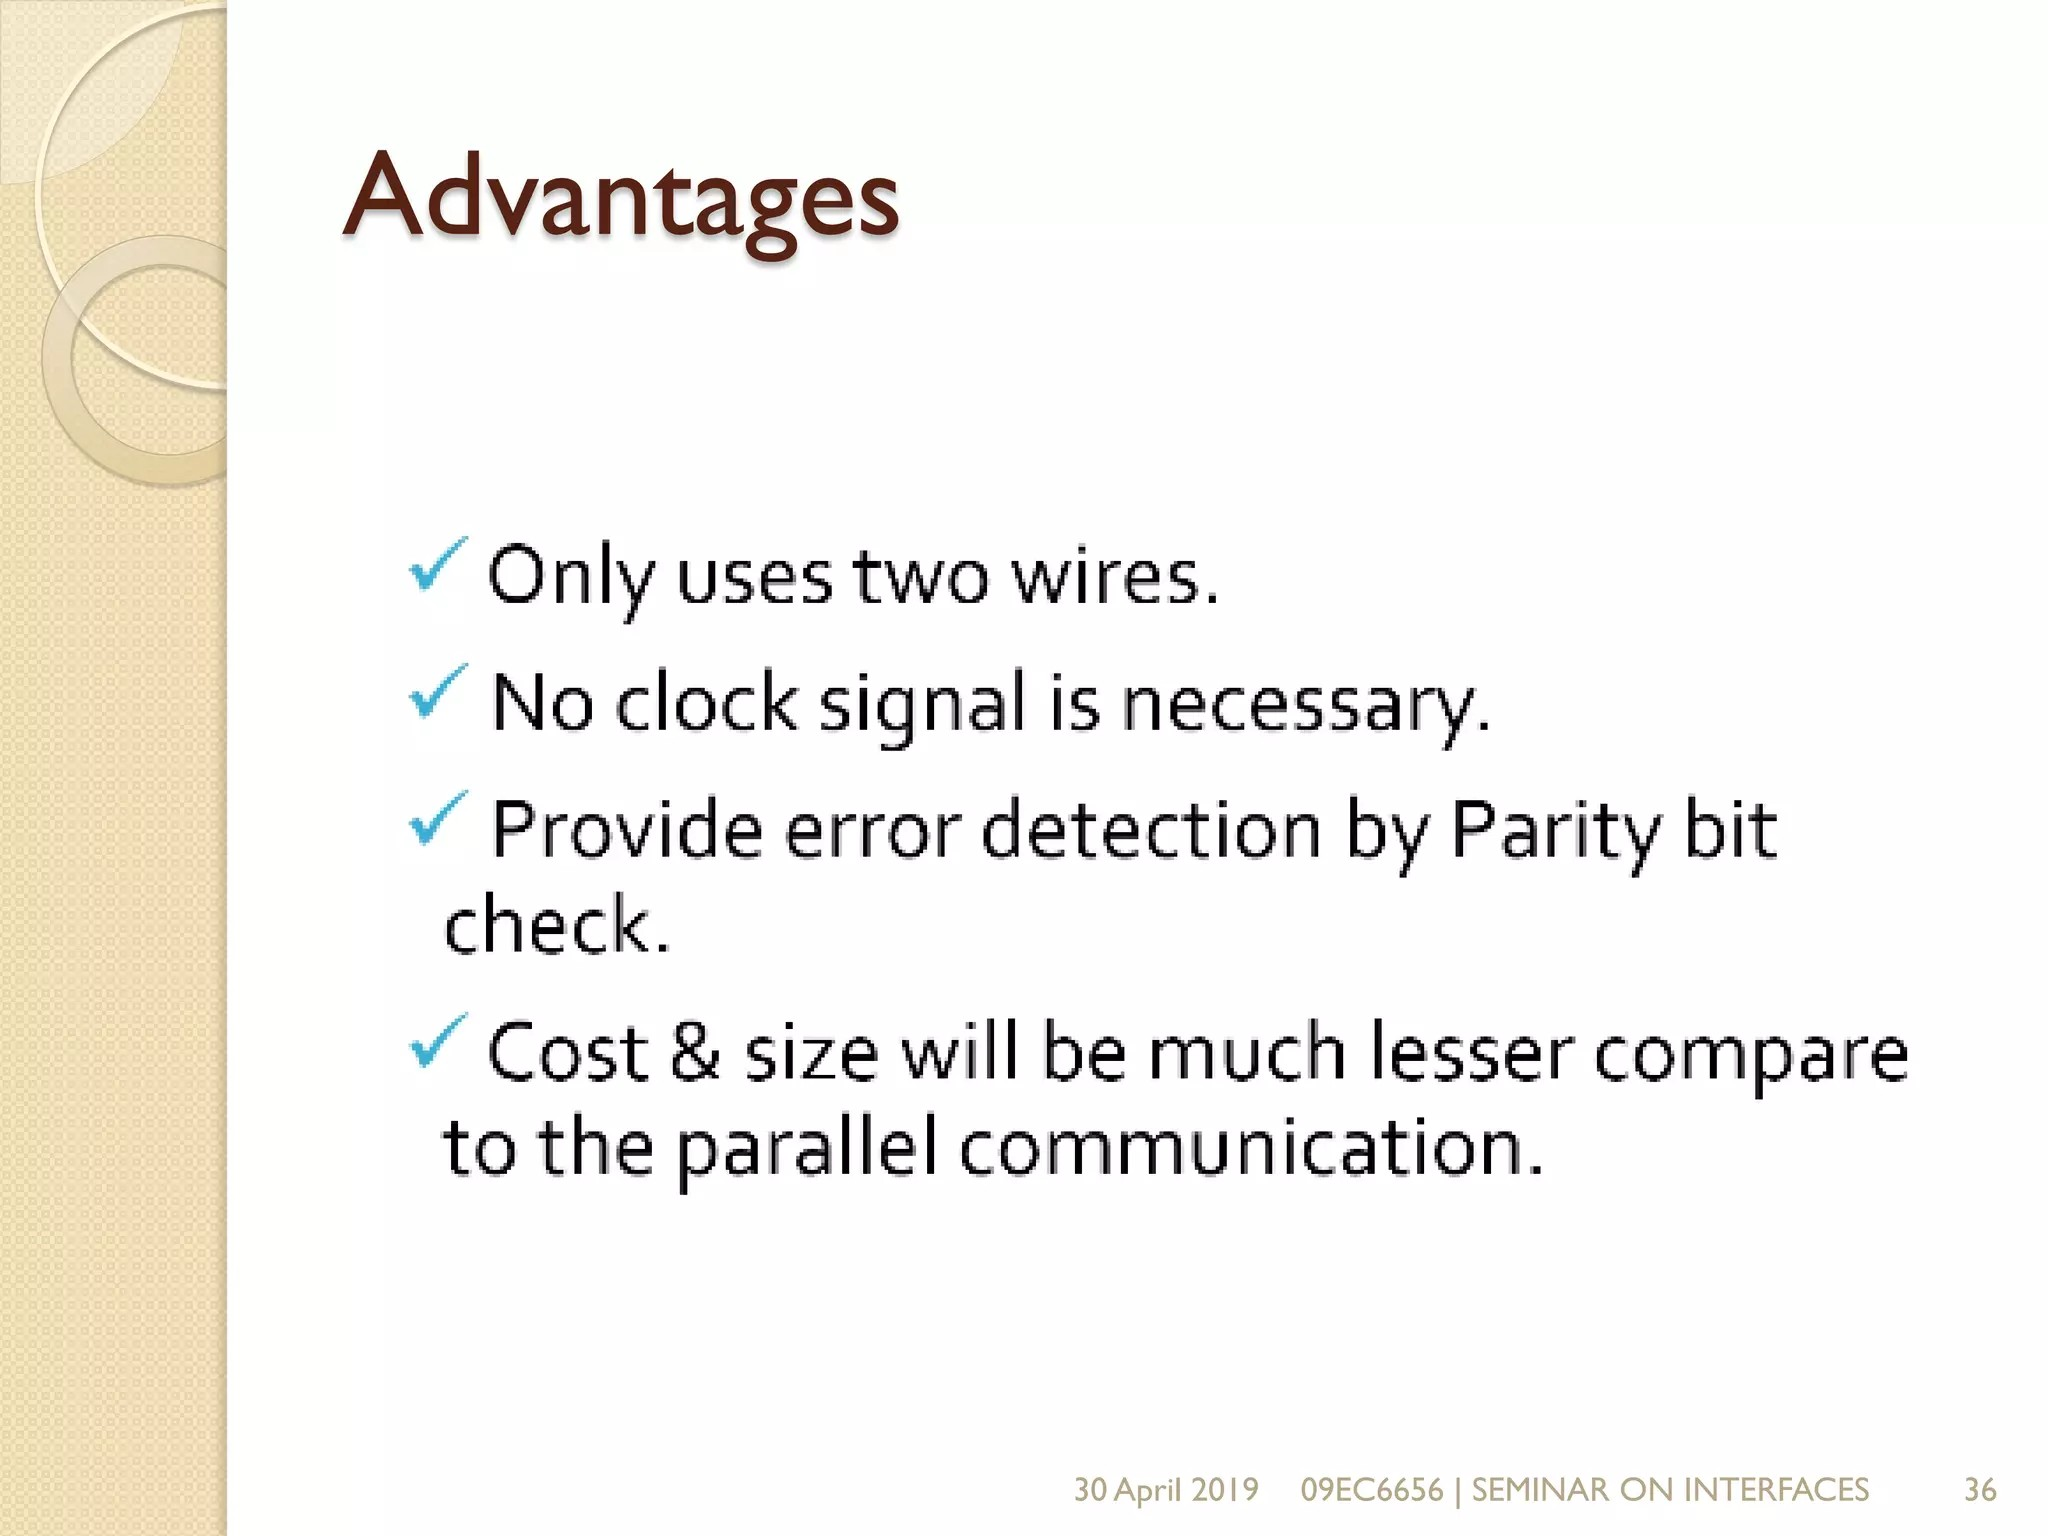 Advantages
✓ Only uses two wires.
✓ No clock signal is necessary.
✓ Provide error detection by Parity bit
check.
✓ Cost & size will be much lesser compare
to the parallel communication.
30 April 2019 09EC6656 | SEMINAR ON INTERFACES 36